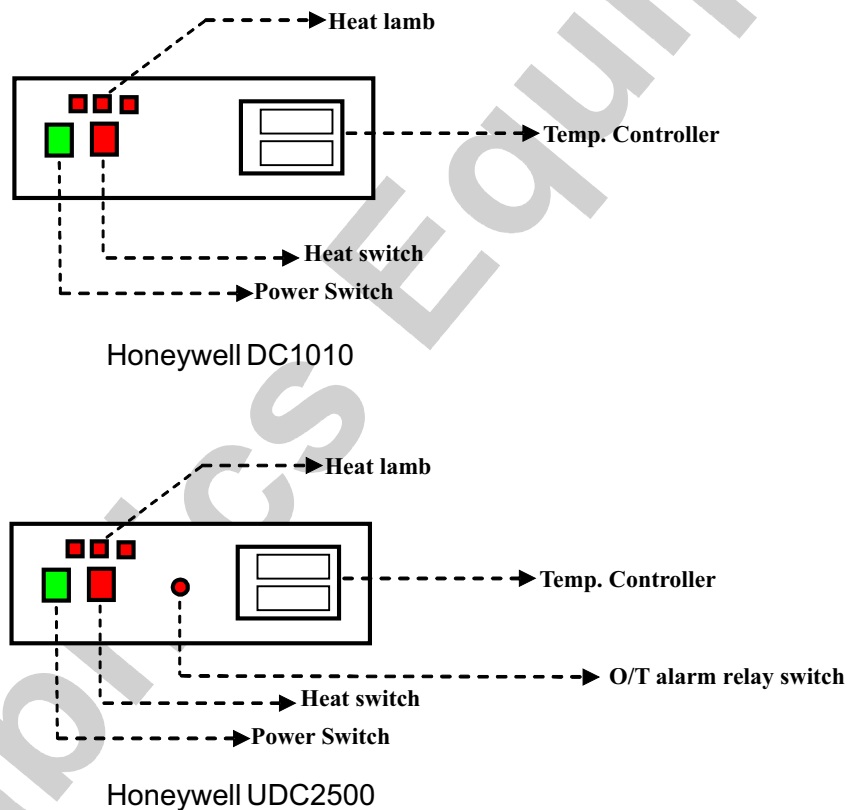 Heat lamb
Temp. Controller
Heat switch
Power Switch
Honeywell DC1010
Heat lamb
Temp. Controller
O/T alarm relay switch
Heat switch
Power Switch
Honeywell UDC2500